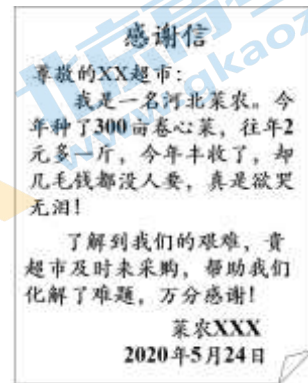 感谢信
尊敬的XX超市：
我是一名河北菜农。今
年种了300亩卷心菜，往年2
元多一斤，今年丰收了，却
几毛钱都没人要，真是欲哭
无泪！
了解到我们的艰难，贵
超市及时来采购，帮助我们
化解了难题，万分感谢！
菜农XXX
2020年5月24日